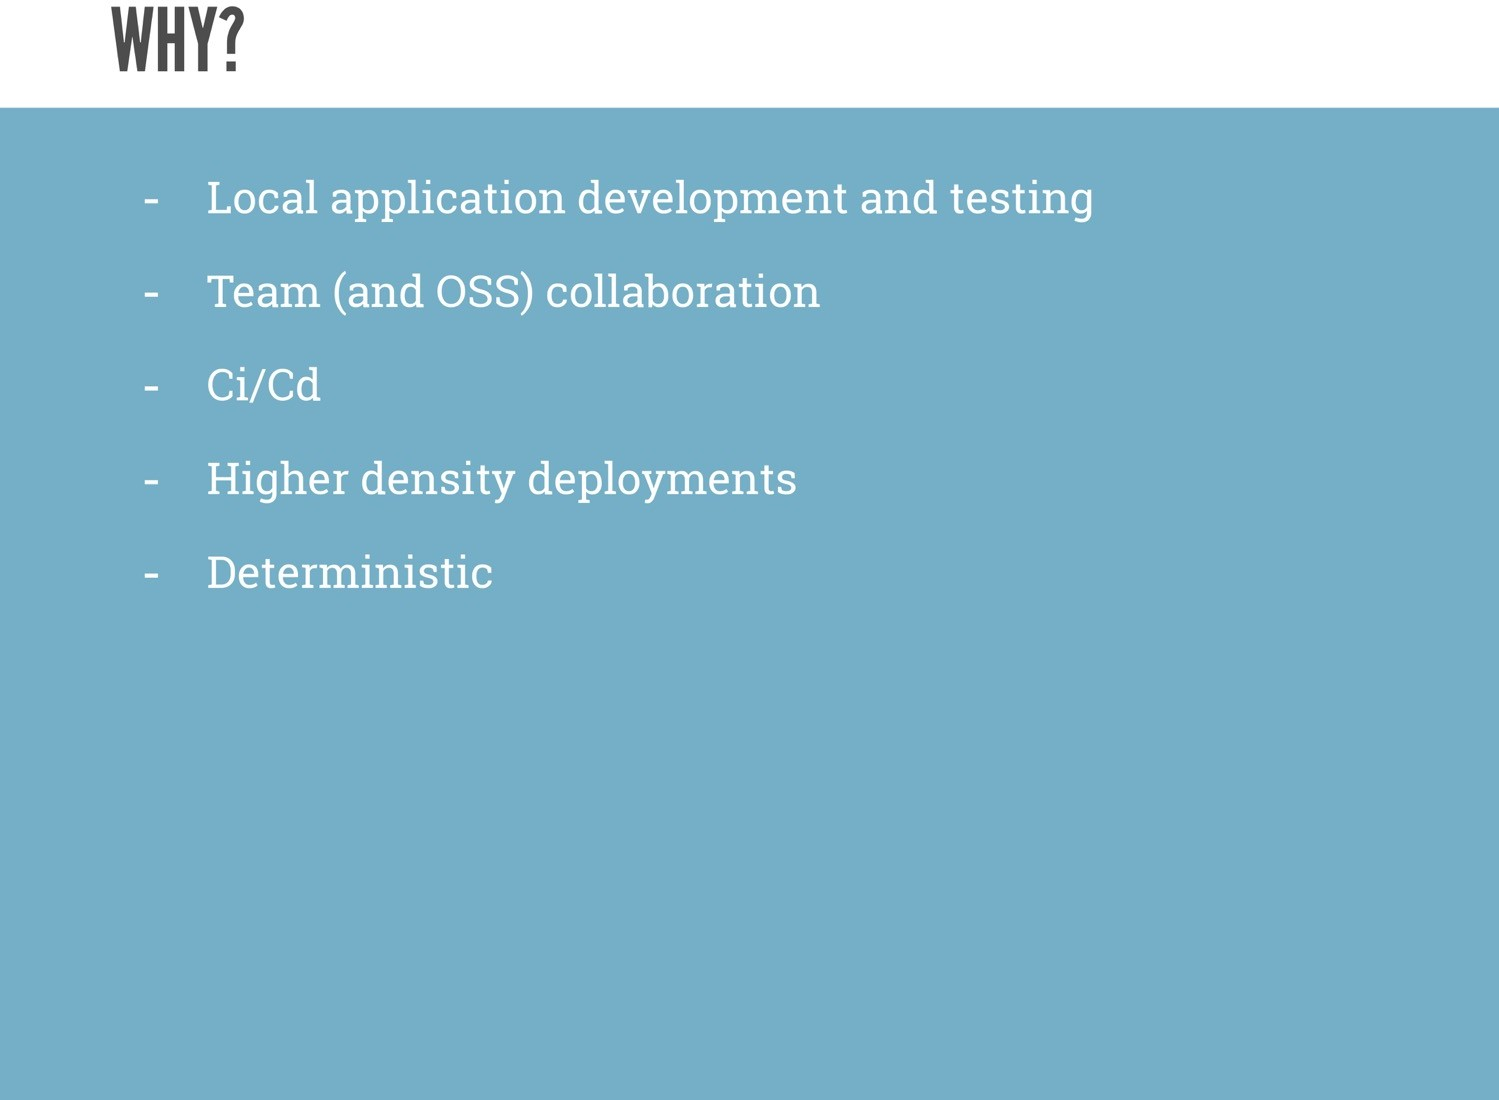 WHY?
- Local application development and testing
- Team (and OSS) collaboration
- Ci/Cd
- Higher density deployments
- Deterministic